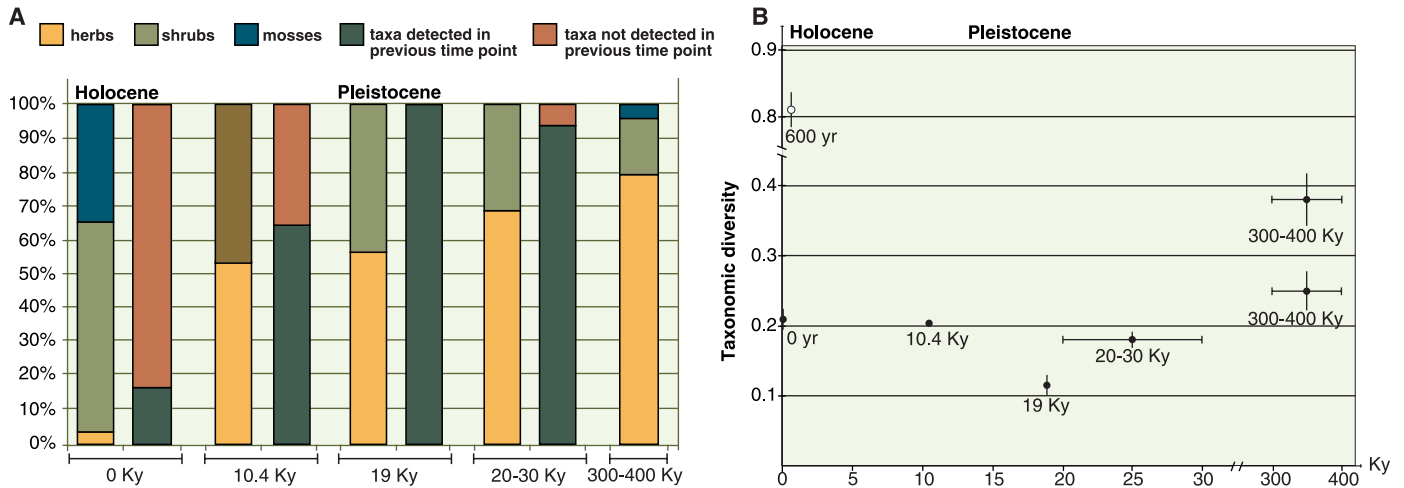 A
herbs
shrubs
mosses
taxa detected in
previous time point
taxa not detected in
previous time point
Holocene
Pleistocene
100%
90%
80%
70%
60%
50%
40%
30%
20%
10%
0%
0 Ky
10.4 Ky
19 Ky
20-30 Ky
300-400 Ky
B
Holocene
Pleistocene
Taxonomic diversity
0.9
0.8
0.4
0.3
0.2
0.1
600 yr
300-400 Ky
300-400 Ky
0 yr
10.4 Ky
20-30 Ky
19 Ky
0
5
10
15
20
25
30
300
400
Ky